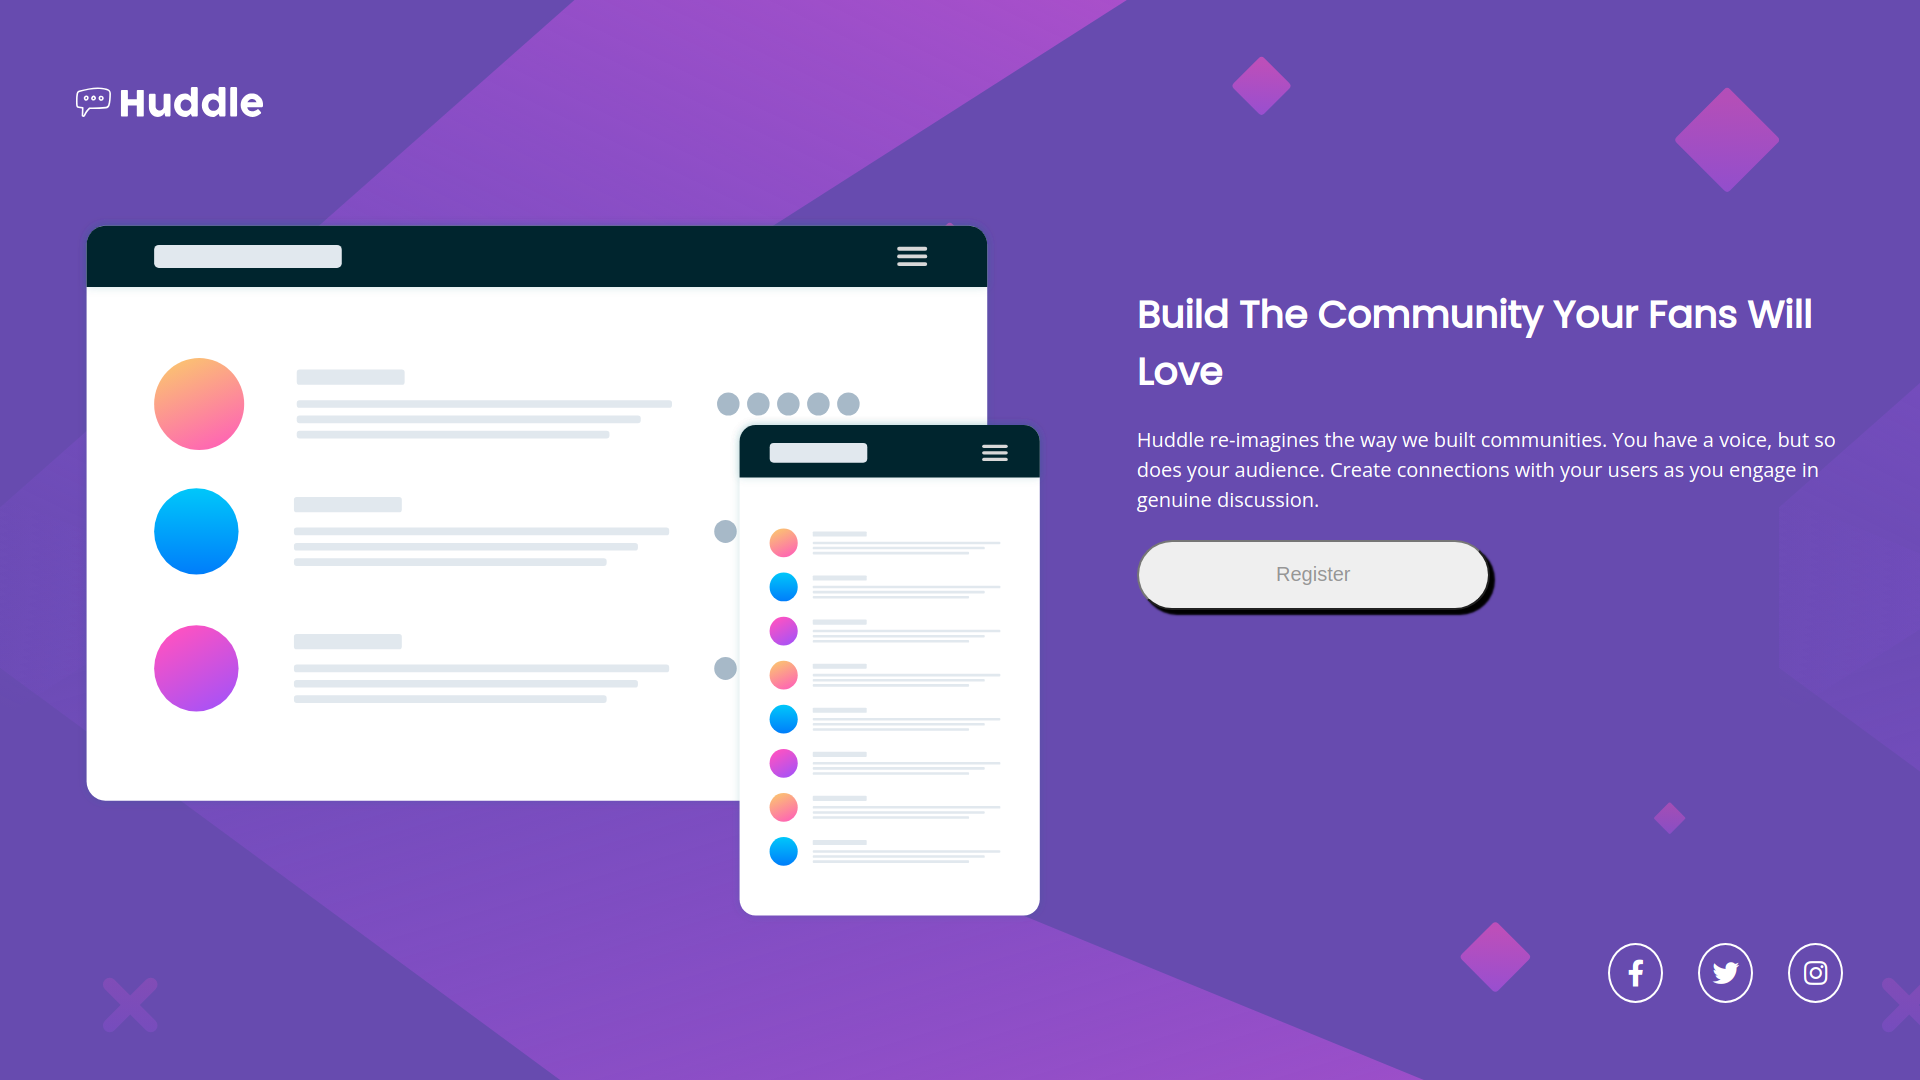 Huddle
Build The Community Your Fans Will
Love
Huddle re-imagines the way we built communities. You have a voice, but so
does your audience. Create connections with your users as you engage in
genuine discussion.
Register